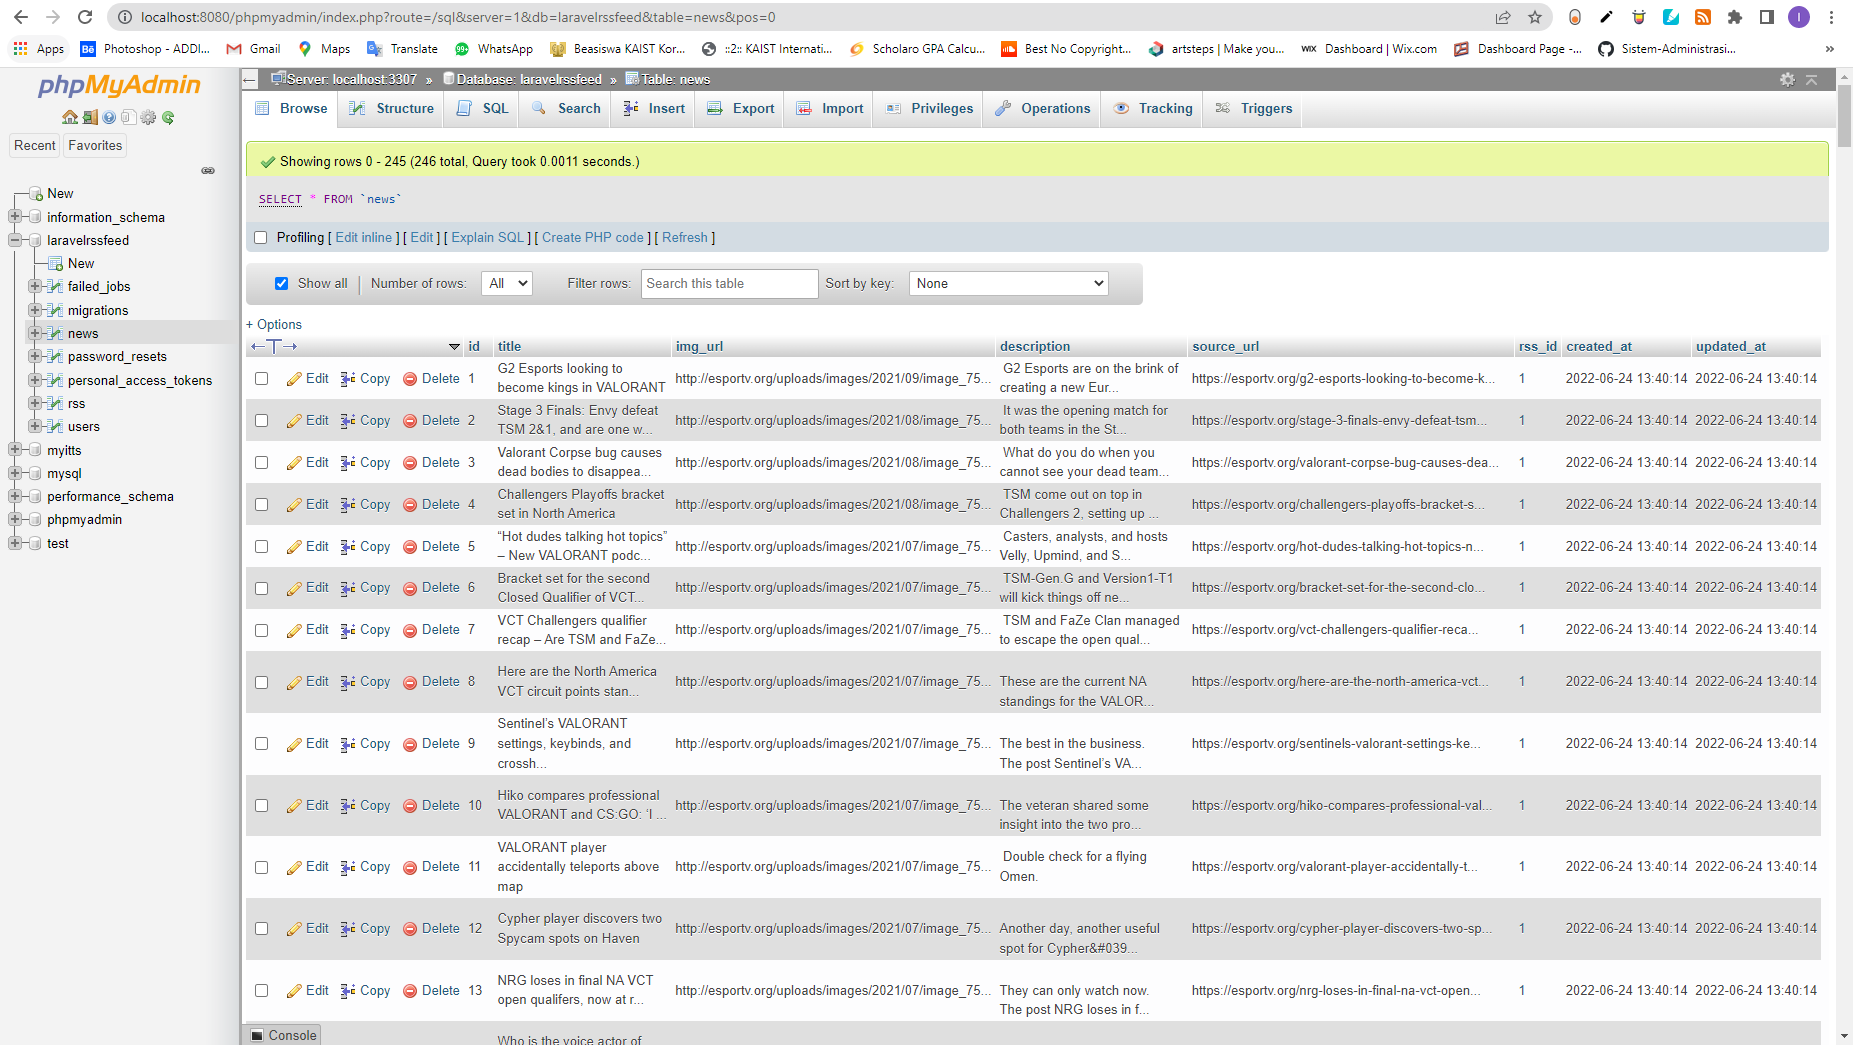 localhost:8080/phpmyadmin/index.php?route=/sql&server=1&db=laravelrssfeed&table=news&pos=0
Apps Photoshop - ADDI... Gmail Maps Translate WhatsApp Beasiswa KAIST Kor... ::2:: KAIST Internati... Scholaro GPA Calcu... Best No Copyright... artsteps | Make you... WIX Dashboard | Wix.com Dashboard Page -... Sistem-Administrasi... »
phpMyAdmin
Recent Favorites
New
information_schema
laravelrssfeed
New
failed_jobs
migrations
news
password_resets
personal_access_tokens
rss
users
myitts
mysql
performance_schema
phpmyadmin
test
Server: localhost:3307 » Database: laravelrssfeed » Table: news
Browse Structure SQL Search Insert Export Import Privileges Operations Tracking Triggers
Showing rows 0 - 245 (246 total, Query took 0.0011 seconds.)
SELECT * FROM `news`
Profiling [ Edit inline ] [ Edit ] [ Explain SQL ] [ Create PHP code ] [ Refresh ]
Show all | Number of rows: All Filter rows: Search this table Sort by key: None
+ Options
←T→ id title img_url description source_url rss_id created_at updated_at
Edit Copy Delete 1 G2 Esports looking to http://esportv.org/uploads/images/2021/09/image_75... G2 Esports are on the brink of https://esportv.org/g2-esports-looking-to-become-k... 1 2022-06-24 13:40:14 2022-06-24 13:40:14
become kings in VALORANT creating a new Eur...
Edit Copy Delete 2 Stage 3 Finals: Envy defeat http://esportv.org/uploads/images/2021/08/image_75... It was the opening match for https://esportv.org/stage-3-finals-envy-defeat-tsm... 1 2022-06-24 13:40:14 2022-06-24 13:40:14
TSM 2&1, and are one w... both teams in the St...
Edit Copy Delete 3 Valorant Corpse bug causes http://esportv.org/uploads/images/2021/08/image_75... What do you do when you https://esportv.org/valorant-corpse-bug-causes-dea... 1 2022-06-24 13:40:14 2022-06-24 13:40:14
dead bodies to disappea... cannot see your dead team...
Edit Copy Delete 4 Challengers Playoffs bracket http://esportv.org/uploads/images/2021/08/image_75... TSM come out on top in https://esportv.org/challengers-playoffs-bracket-s... 1 2022-06-24 13:40:14 2022-06-24 13:40:14
set in North America Challengers 2, setting up ...
Edit Copy Delete 5 “Hot dudes talking hot topics” http://esportv.org/uploads/images/2021/07/image_75... Casters, analysts, and hosts https://esportv.org/hot-dudes-talking-hot-topics-n... 1 2022-06-24 13:40:14 2022-06-24 13:40:14
– New VALORANT podc... Velly, Upmind, and S...
Edit Copy Delete 6 Bracket set for the second http://esportv.org/uploads/images/2021/07/image_75... TSM-Gen.G and Version1-T1 https://esportv.org/bracket-set-for-the-second-clo... 1 2022-06-24 13:40:14 2022-06-24 13:40:14
Closed Qualifier of VCT... will kick things off ne...
Edit Copy Delete 7 VCT Challengers qualifier http://esportv.org/uploads/images/2021/07/image_75... TSM and FaZe Clan managed https://esportv.org/vct-challengers-qualifier-reca... 1 2022-06-24 13:40:14 2022-06-24 13:40:14
recap – Are TSM and FaZe... to escape the open qual...
Edit Copy Delete 8 Here are the North America http://esportv.org/uploads/images/2021/07/image_75... These are the current NA https://esportv.org/here-are-the-north-america-vct... 1 2022-06-24 13:40:14 2022-06-24 13:40:14
VCT circuit points stan... standings for the VALOR...
Sentinel’s VALORANT
Edit Copy Delete 9 settings, keybinds, and http://esportv.org/uploads/images/2021/07/image_75... The best in the business. https://esportv.org/sentinels-valorant-settings-ke... 1 2022-06-24 13:40:14 2022-06-24 13:40:14
crossh... The post Sentinel’s VA...
Edit Copy Delete 10 Hiko compares professional http://esportv.org/uploads/images/2021/07/image_75... The veteran shared some https://esportv.org/hiko-compares-professional-val... 1 2022-06-24 13:40:14 2022-06-24 13:40:14
VALORANT and CS:GO: ‘I ... insight into the two pro...
VALORANT player
Edit Copy Delete 11 accidentally teleports above http://esportv.org/uploads/images/2021/07/image_75... Double check for a flying https://esportv.org/valorant-player-accidentally-t... 1 2022-06-24 13:40:14 2022-06-24 13:40:14
map Omen.
Edit Copy Delete 12 Cypher player discovers two http://esportv.org/uploads/images/2021/07/image_75... Another day, another useful https://esportv.org/cypher-player-discovers-two-sp... 1 2022-06-24 13:40:14 2022-06-24 13:40:14
Spycam spots on Haven spot for Cypher&#039...
Edit Copy Delete 13 NRG loses in final NA VCT http://esportv.org/uploads/images/2021/07/image_75... They can only watch now. https://esportv.org/nrg-loses-in-final-na-vct-open... 1 2022-06-24 13:40:14 2022-06-24 13:40:14
open qualifers, now at r... The post NRG loses in f...
Who is the voice actor of
Console